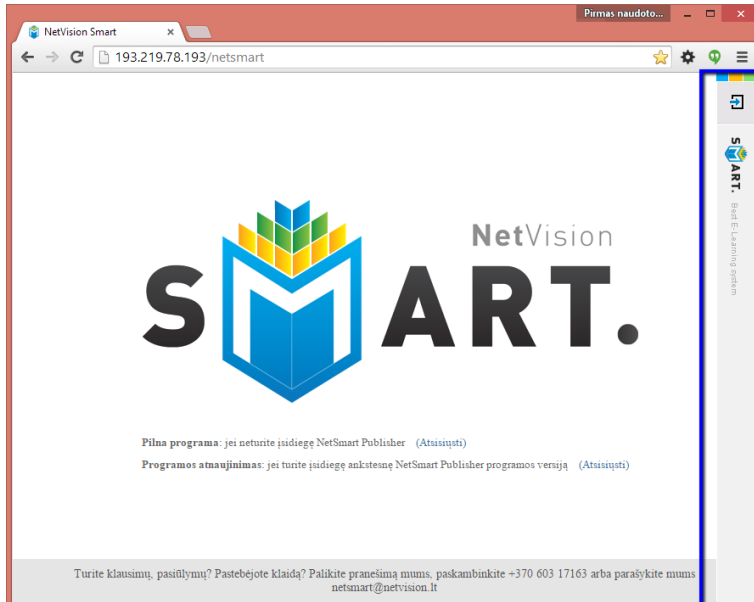 Pirmas naudoto...
NetVision Smart
193.219.78.193/netsmart
NetVision
SMART.
SMART. Best E-Learning system
Pilna programa: jei neturite įsidiegę NetSmart Publisher (Atsisiųsti)
Programos atnaujinimas: jei turite įsidiegę ankstesnę NetSmart Publisher programos versiją (Atsisiųsti)
Turite klausimų, pasiūlymų? Pastebėjote klaidą? Palikite pranešimą mums, paskambinkite +370 603 17163 arba parašykite mums
netsmart@netvision.lt